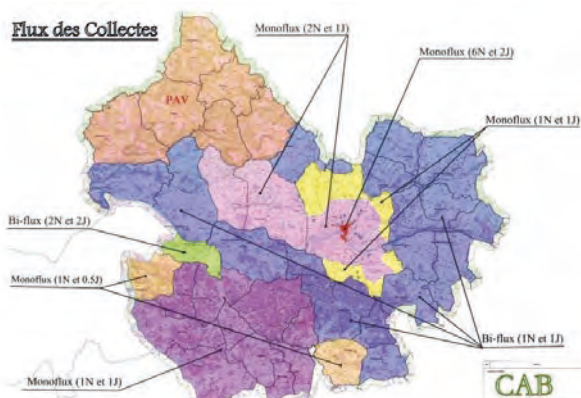 Flux des Collectes
Monoflux (2N et 1J)
Monoflux (6N et 2J)
PAV
Monoflux (1N et 1J)
Bi-flux (2N et 2J)
Monoflux (1N et 0.5J)
Bi-flux (1N et 1J)
Monoflux (1N et 1J)
CAB